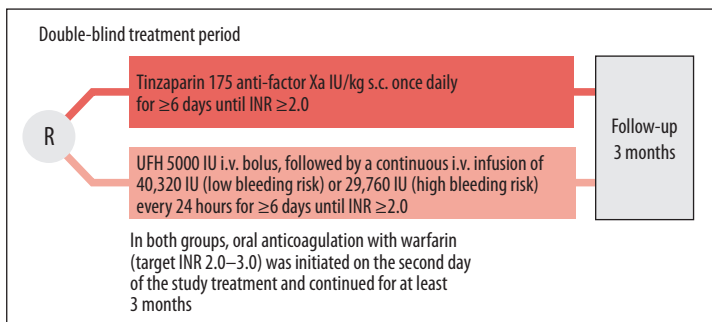 Double-blind treatment period
Tinzaparin 175 anti-factor Xa IU/kg s.c. once daily
for ≥6 days until INR ≥2.0
R
Follow-up
3 months
UFH 5000 IU i.v. bolus, followed by a continuous i.v. infusion of
40,320 IU (low bleeding risk) or 29,760 IU (high bleeding risk)
every 24 hours for ≥6 days until INR ≥2.0
In both groups, oral anticoagulation with warfarin
(target INR 2.0–3.0) was initiated on the second day
of the study treatment and continued for at least
3 months